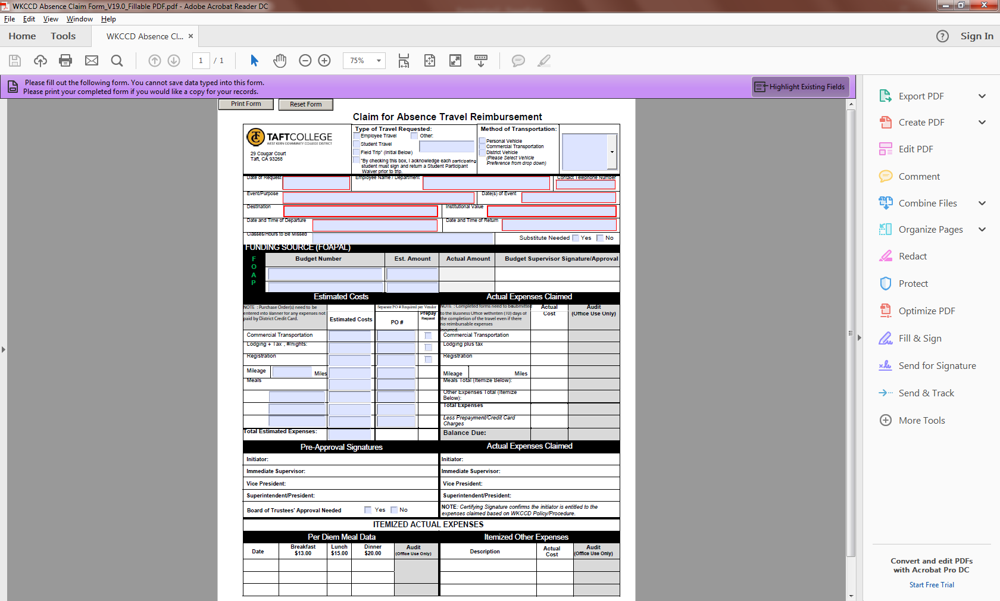 WKCCD Absence Claim Form_V19.0_Fillable PDF.pdf - Adobe Acrobat Reader DC
File Edit View Window Help
Home Tools WKCCD Absence Cl... × ? Sign In
1 / 1 75%
Please fill out the following form. You cannot save data typed into this form.
Please print your completed form if you would like a copy for your records.
Highlight Existing Fields
Print Form Reset Form
Claim for Absence Travel Reimbursement
TC TAFTCOLLEGE
WEST KERN COMMUNITY COLLEGE DISTRICT
29 Cougar Court
Taft, CA 93268
Type of Travel Requested:
Employee Travel Other:
Student Travel
Field Trip* (Initial Below)
*By checking this box, I acknowledge each participating
student must sign and return a Student Participant
Waiver prior to trip.
Method of Transportation:
Personal Vehicle
Commercial Transportation
District Vehicle
(Please Select Vehicle
Preference from drop down)
Date of Request Employee Name / Department Contact Telephone Number
Event/Purpose Date(s) of Event
Destination Institutional Value
Date and Time of Departure Date and Time of Return
Classes/Hours to Be Missed Substitute Needed Yes No
FUNDING SOURCE (FOAPAL)
F
O
A
P
Budget Number Est. Amount Actual Amount Budget Supervisor Signature/Approval
Estimated Costs Actual Expenses Claimed
NOTE : Purchase Order(s) need to be
entered into Banner for any expenses not
paid by District Credit Card.
Estimated Costs
Separate PO # Required per Vendor
PO #
Prepay
Request
NOTE : Completed forms need to be submitted
to the Business Office withinten (10) days of
the completion of the travel even if there
no reimbursable expenses
incurred.
Actual
Cost
Audit
(Office Use Only)
Commercial Transportation Commercial Transportation
Lodging + Tax , #/nights: Lodging plus tax
Registration Registration
Mileage Miles Mileage Miles
Meals Meals Total (Itemize Below):
Other Expenses Total (Itemize
Below):
Total Expenses
Less Prepayment/Credit Card
Charges
Total Estimated Expenses: Balance Due:
Pre-Approval Signatures Actual Expenses Claimed
Initiator: Initiator:
Immediate Supervisor: Immediate Supervisor:
Vice President: Vice President:
Superintendent/President: Superintendent/President:
Board of Trustees' Approval Needed Yes No
NOTE: Certifying Signature confirms the initiator is entitled to the
expenses claimed based on WKCCD Policy/Procedure.
ITEMIZED ACTUAL EXPENSES
Per Diem Meal Data Itemized Other Expenses
Date
Breakfast
$13.00
Lunch
$15.00
Dinner
$20.00
Audit
(Office Use Only)
Description
Actual
Cost
Audit
(Office Use Only)
Export PDF
Create PDF
Edit PDF
Comment
Combine Files
Organize Pages
Redact
Protect
Optimize PDF
Fill & Sign
Send for Signature
Send & Track
More Tools
Convert and edit PDFs
with Acrobat Pro DC
Start Free Trial